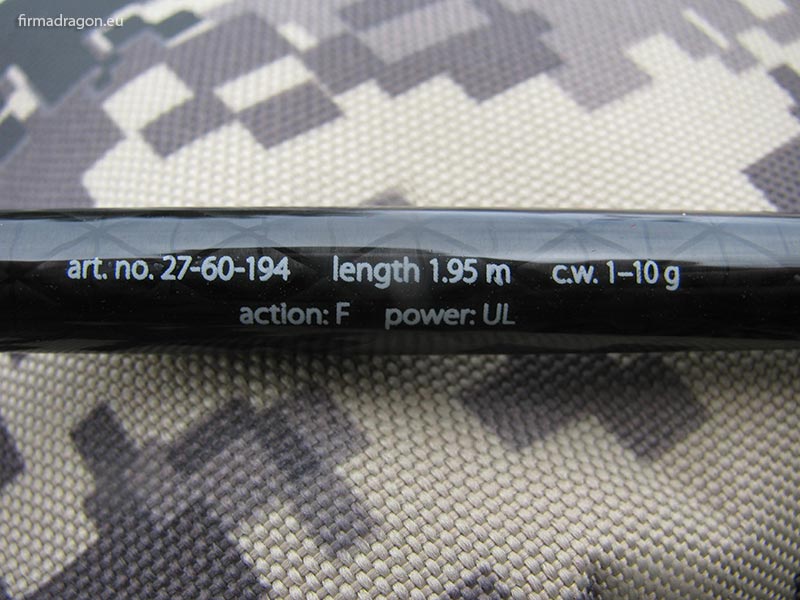 firmadragon.eu
art. no. 27-60-194 length 1.95 m c.w. 1–10 g
action: F power: UL